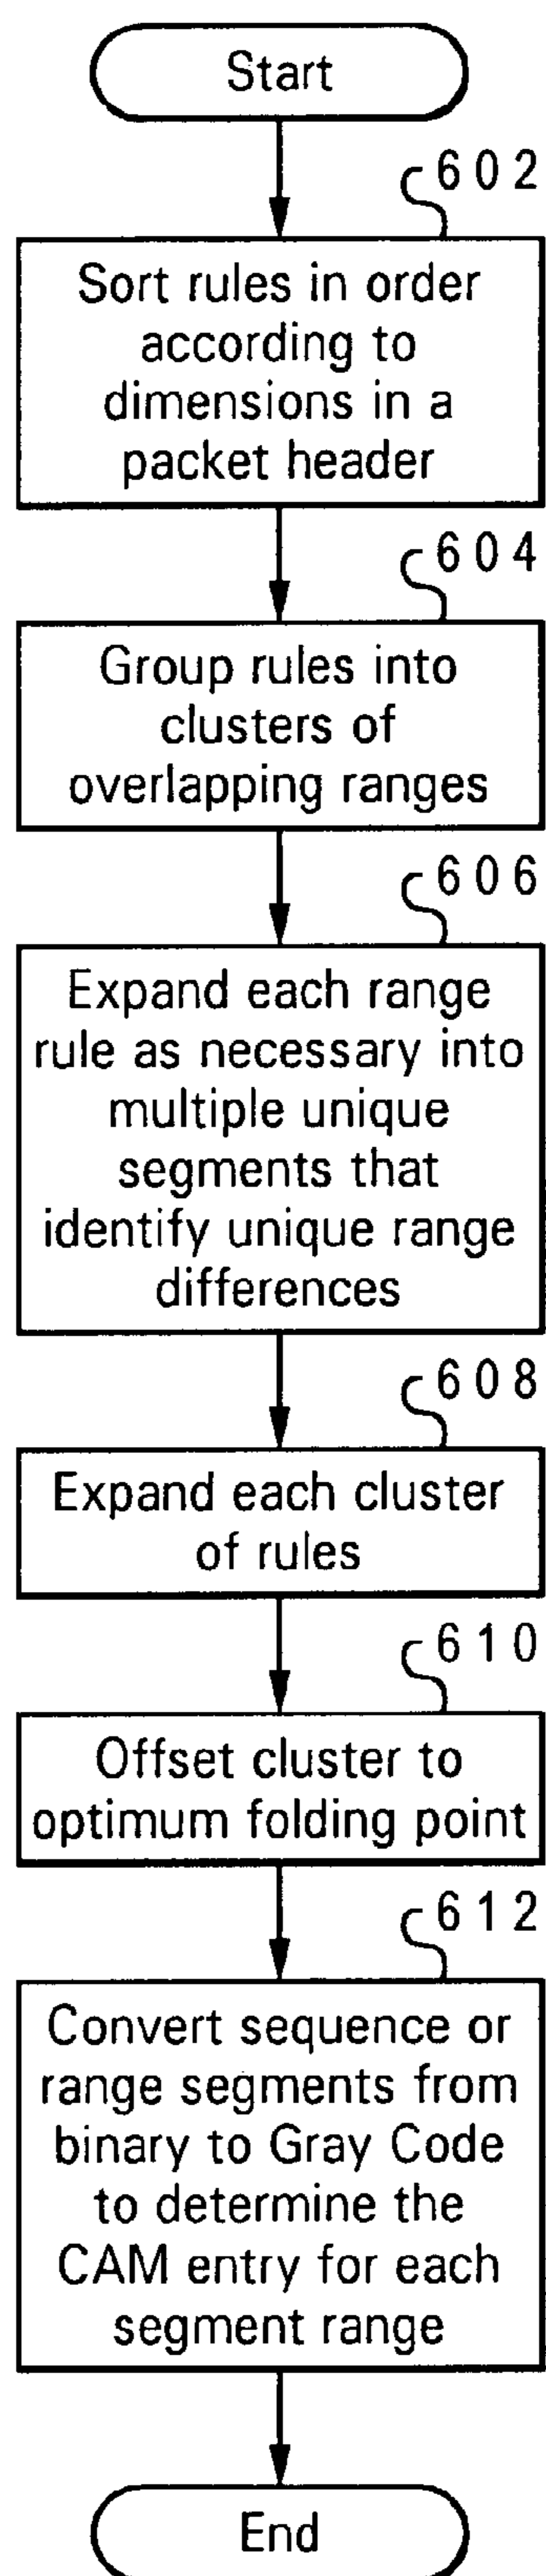 Start
602
Sort rules in order
according to
dimensions in a
packet header
604
Group rules into
clusters of
overlapping ranges
606
Expand each range
rule as necessary into
multiple unique
segments that
identify unique range
differences
608
Expand each cluster
of rules
610
Offset cluster to
optimum folding point
612
Convert sequence or
range segments from
binary to Gray Code
to determine the
CAM entry for each
segment range
End